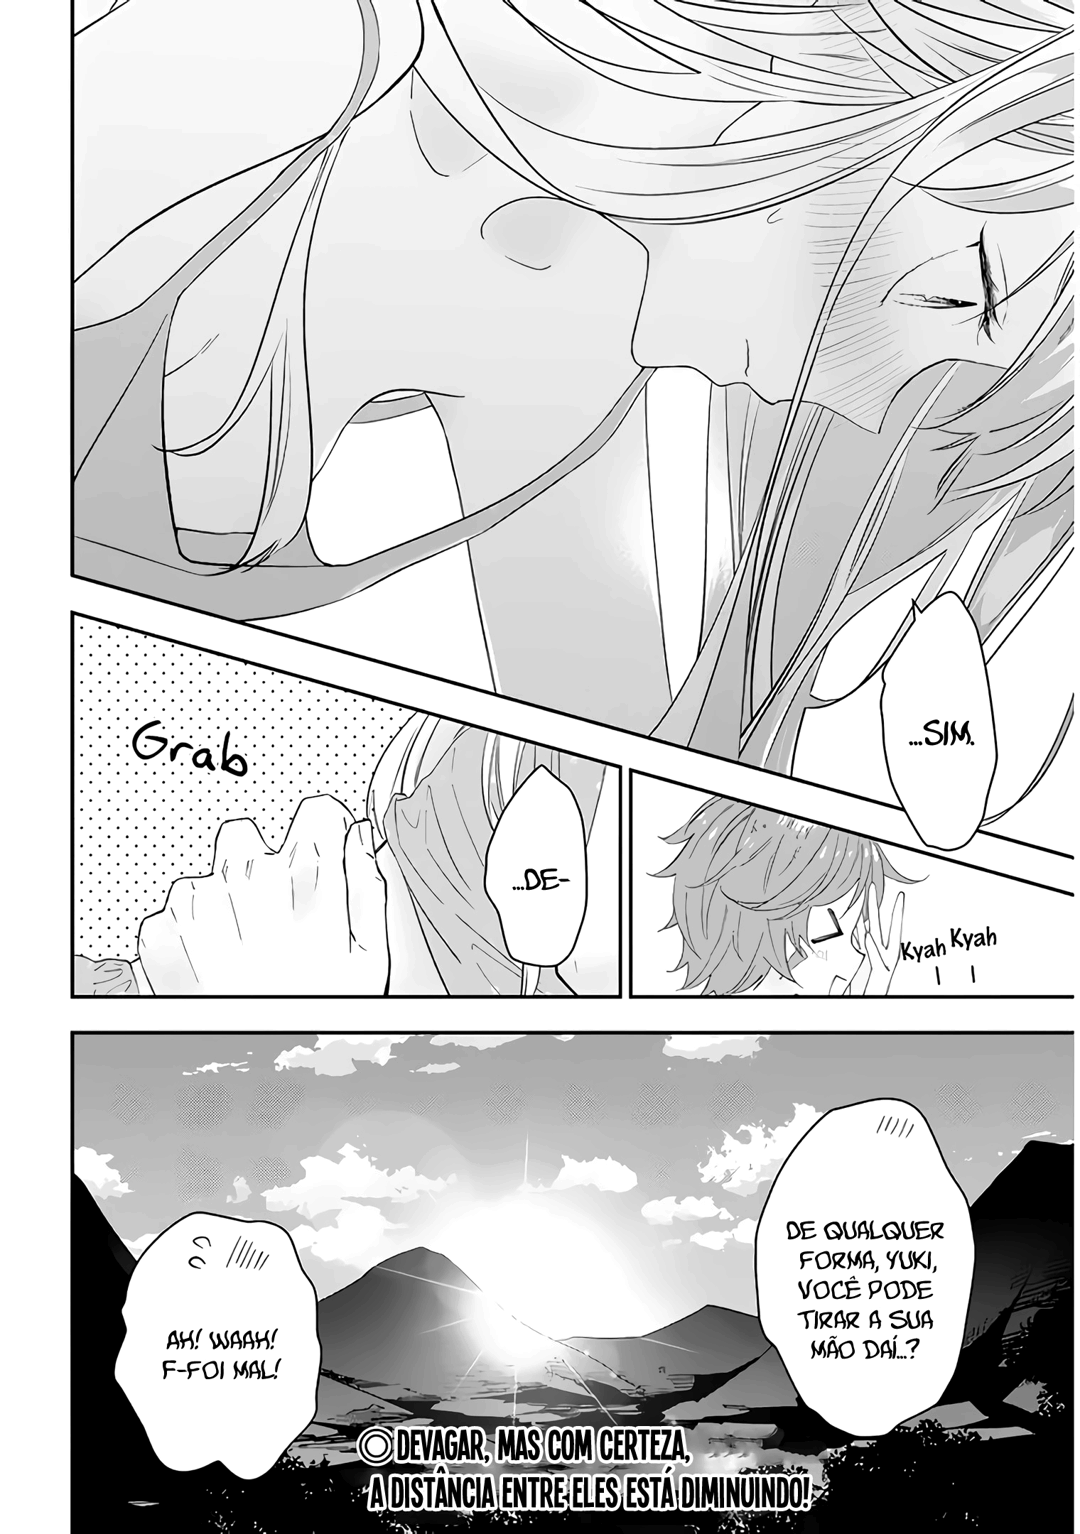 ...SIM.
Kyah Kyah
...DE-
Grab
DE QUALQUER
FORMA, YUKI,
VOCÊ PODE
TIRAR A SUA
MÃO DAÍ...?
AH! WAAH!
F-FOI MAL!
DEVAGAR, MAS COM CERTEZA,
A DISTÂNCIA ENTRE ELES ESTÁ DIMINUINDO!